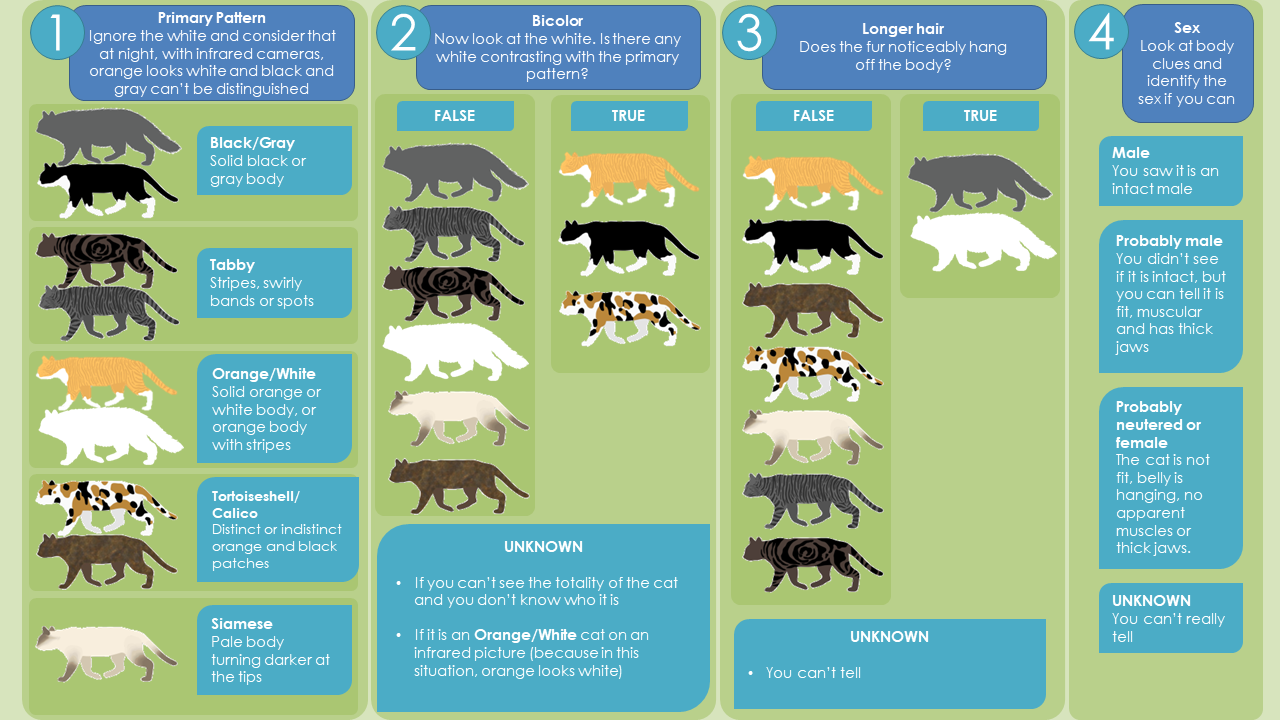 1
Primary Pattern
Ignore the white and consider that
at night, with infrared cameras,
orange looks white and black and
gray can't be distinguished
Black/Gray
Solid black or
gray body
Tabby
Stripes, swirly
bands or spots
Orange/White
Solid orange or
white body, or
orange body
with stripes
Tortoiseshell/
Calico
Distinct or indistinct
orange and black
patches
Siamese
Pale body
turning darker at
the tips
2
Bicolor
Now look at the white. Is there any
white contrasting with the primary
pattern?
FALSE
TRUE
UNKNOWN
• If you can't see the totality of the cat
and you don't know who it is
• If it is an Orange/White cat on an
infrared picture (because in this
situation, orange looks white)
3
Longer hair
Does the fur noticeably hang
off the body?
FALSE
TRUE
UNKNOWN
• You can't tell
4
Sex
Look at body
clues and
identify the
sex if you can
Male
You saw it is an
intact male
Probably male
You didn't see
if it is intact, but
you can tell it is
fit, muscular
and has thick
jaws
Probably
neutered or
female
The cat is not
fit, belly is
hanging, no
apparent
muscles or
thick jaws.
UNKNOWN
You can't really
tell